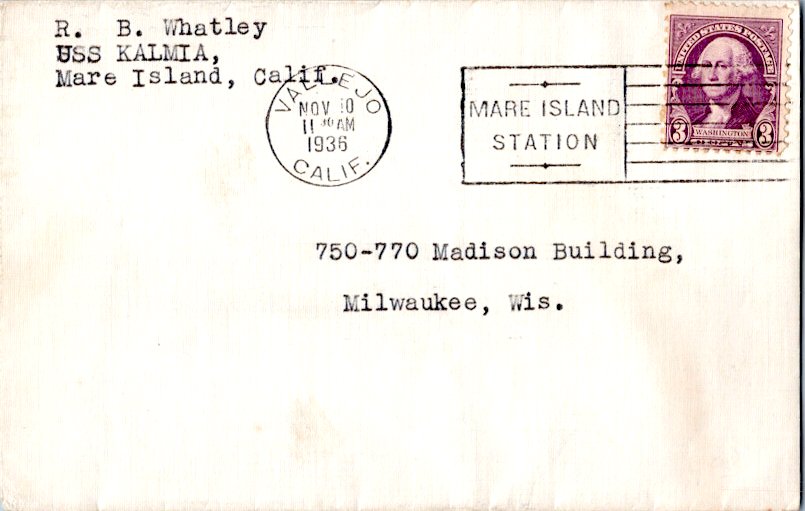 R. B. Whatley
USS KALMIA,
Mare Island, Calif.
VALLEJO
NOV 10
11 30 AM
1936
CALIF.
MARE ISLAND
STATION
UNITED STATES POSTAGE
3 WASHINGTON 3
750-770 Madison Building,
Milwaukee, Wis.